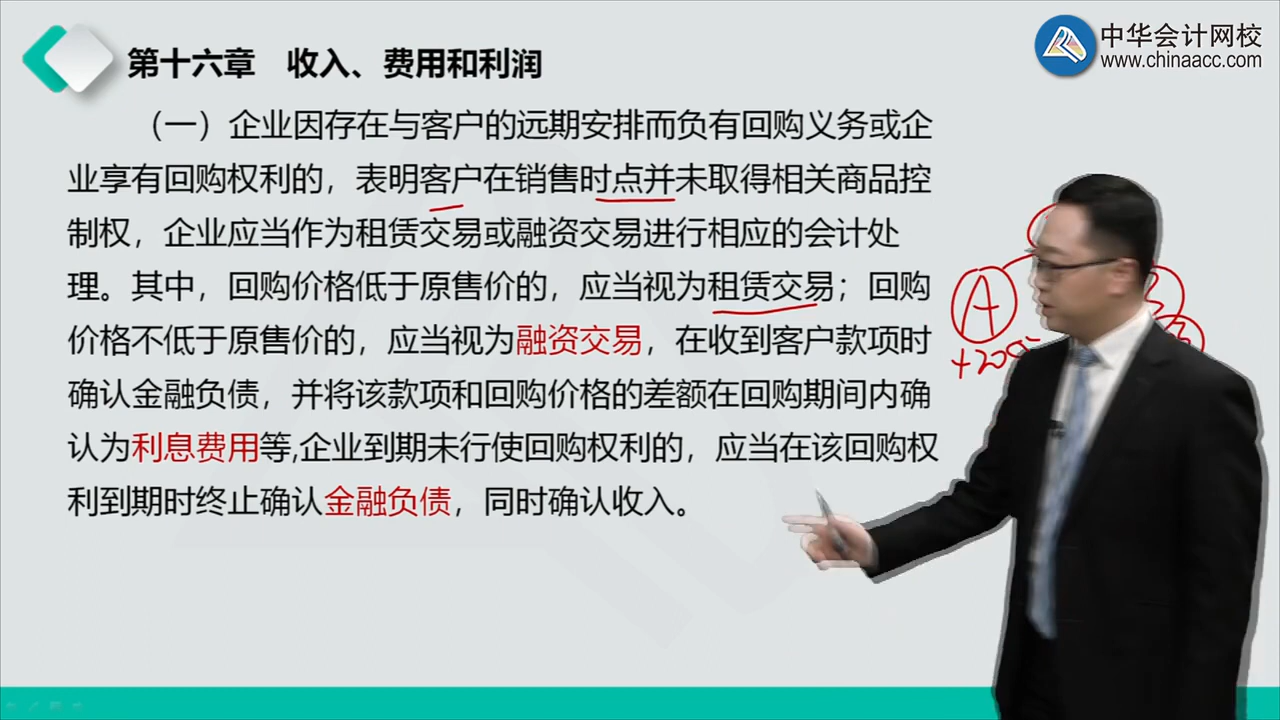 中华会计网校
www.chinaacc.com
第十六章 收入、费用和利润
（一）企业因存在与客户的远期安排而负有回购义务或企
业享有回购权利的，表明客户在销售时点并未取得相关商品控
制权，企业应当作为租赁交易或融资交易进行相应的会计处
理。其中，回购价格低于原售价的，应当视为租赁交易；回购
价格不低于原售价的，应当视为融资交易，在收到客户款项时
确认金融负债，并将该款项和回购价格的差额在回购期间内确
认为利息费用等,企业到期未行使回购权利的，应当在该回购权
利到期时终止确认金融负债，同时确认收入。
A